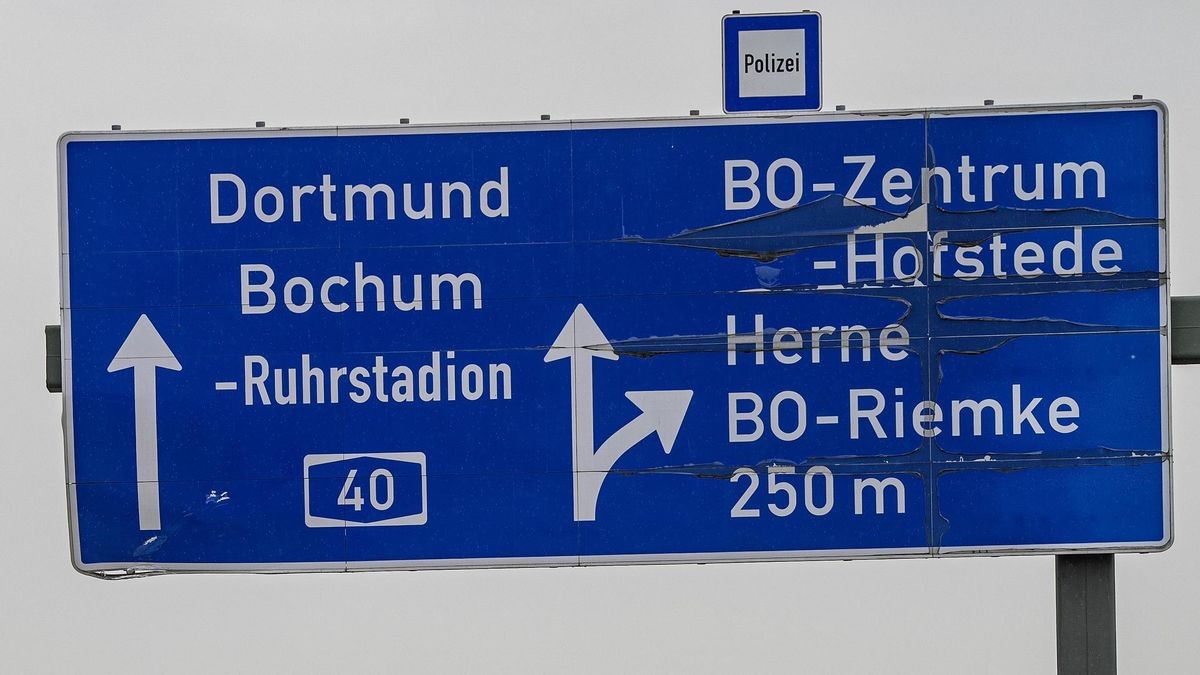 Polizei
Dortmund
Bochum
-Ruhrstadion
40
BO-Zentrum
-Hofstede
Herne
BO-Riemke
250 m